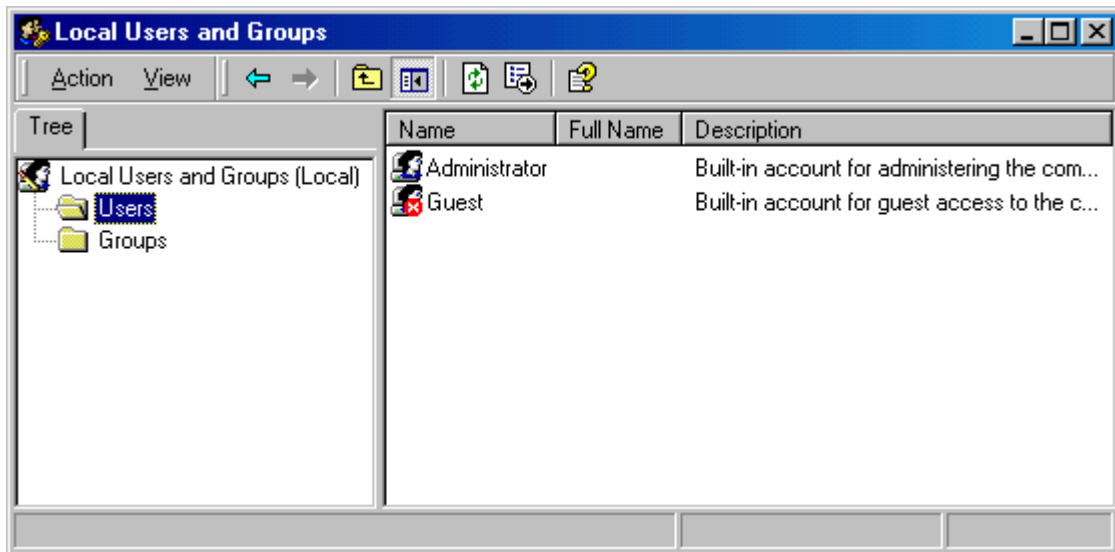 Local Users and Groups
Action View
Tree
Name Full Name Description
Local Users and Groups (Local)
Users
Groups
Administrator Built-in account for administering the com...
Guest Built-in account for guest access to the c...